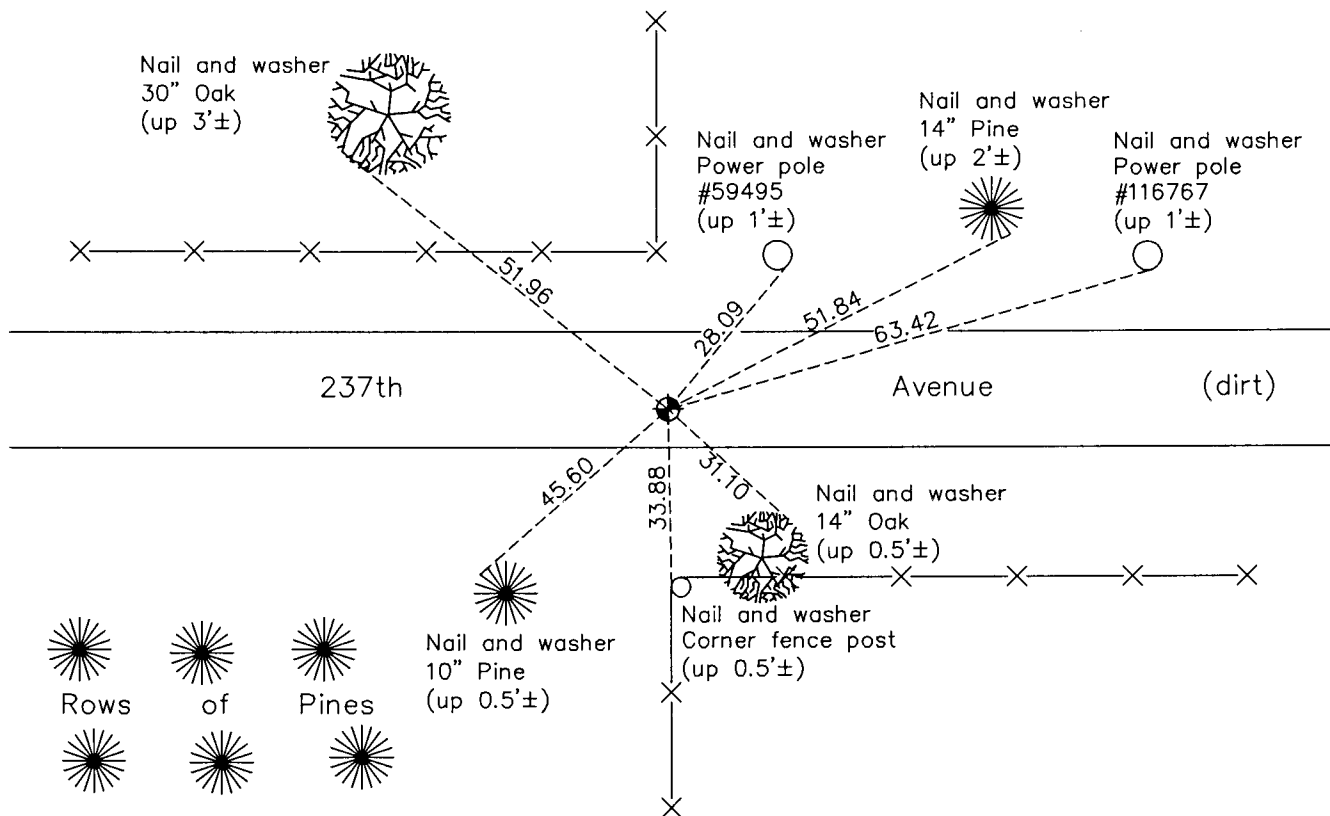 Nail and washer
30" Oak
(up 3'±)
Nail and washer
Power pole
#59495
(up 1'±)
Nail and washer
14" Pine
(up 2'±)
Nail and washer
Power pole
#116767
(up 1'±)
51.96
28.09
51.84
63.42
237th Avenue (dirt)
45.60
33.88
31.10
Nail and washer
14" Oak
(up 0.5'±)
Nail and washer
10" Pine
(up 0.5'±)
Nail and washer
Corner fence post
(up 0.5'±)
Rows of Pines